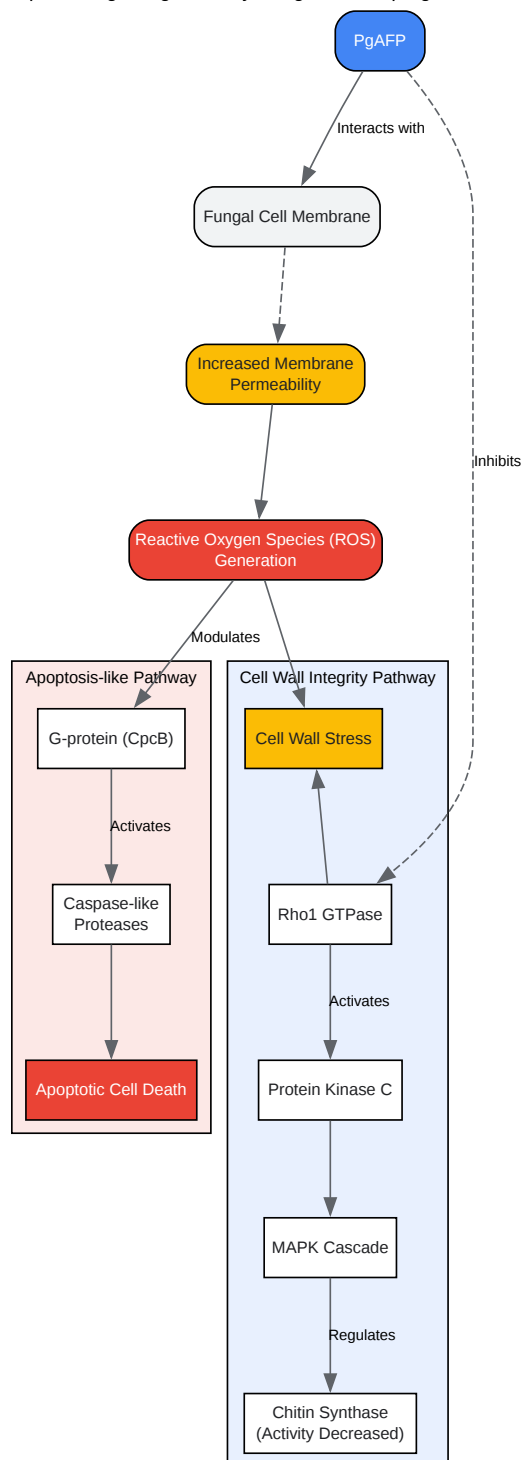 PgAFP
Interacts with
Fungal Cell Membrane
Increased Membrane
Permeability
Inhibits
Reactive Oxygen Species (ROS)
Generation
Modulates
Apoptosis-like Pathway
Cell Wall Integrity Pathway
G-protein (CpcB)
Cell Wall Stress
Activates
Caspase-like
Proteases
Rho1 GTPase
Activates
Apoptotic Cell Death
Protein Kinase C
MAPK Cascade
Regulates
Chitin Synthase
(Activity Decreased)